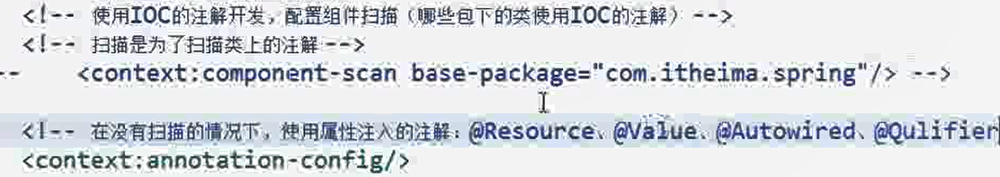 <!-- 使用IOC的注解开发，配置组件扫描（哪些包下的类使用IOC的注解） -->
<!-- 扫描是为了扫描类上的注解 -->
--    <context:component-scan base-package="com.itheima.spring"/> -->
<!-- 在没有扫描的情况下，使用属性注入的注解：@Resource、@Value、@Autowired、@Qulifier
<context:annotation-config/>